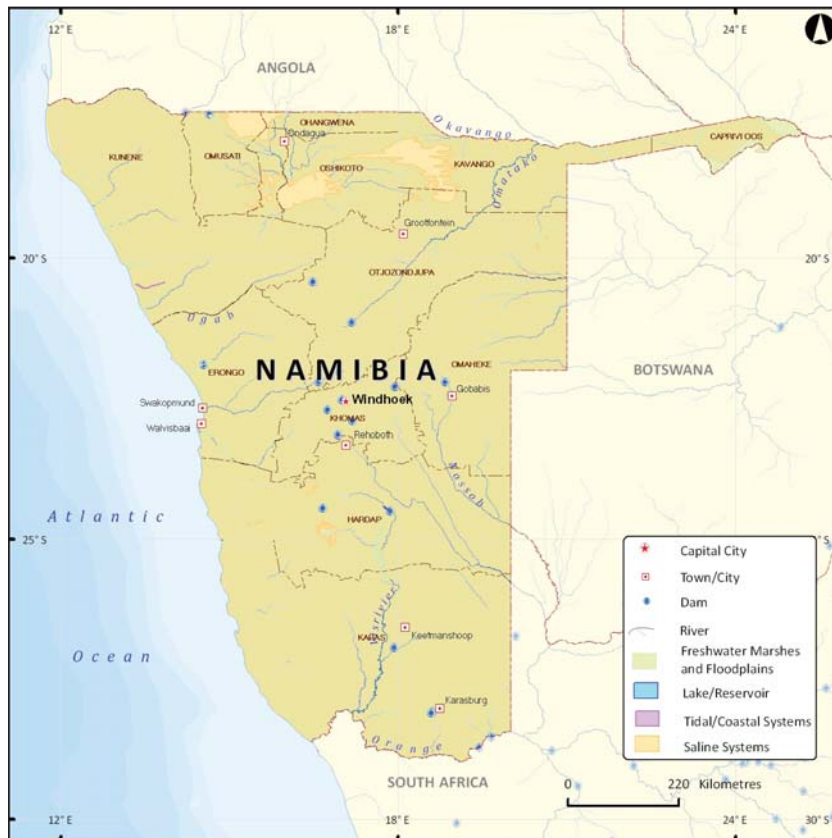 12° E
18° E
24° E
ANGOLA
OHANGWENA
Ondagua
Okavango
CAPRIVI OOS
KUNENE
OMUSATI
OSHIKOTO
KAVANGO
Omatako
Grootfontein
20° S
20° S
OTJOZONDJUPA
Ugab
ERONGO
NAMIBIA
OMAHEKE
BOTSWANA
Gobabis
Swakopmund
Windhoek
Walvisbaai
KHOMAS
Rehoboth
Nossob
Atlantic
HARDAP
25° S
° S
Capital City
Town/City
Dam
River
Freshwater Marshes
and Floodplains
Lake/Reservoir
Tidal/Coastal Systems
Saline Systems
KARAS
Keetmanshoop
Ocean
Karasburg
Orange
SOUTH AFRICA
0
220
Kilometres
12° E
18° E
24° E
30° S